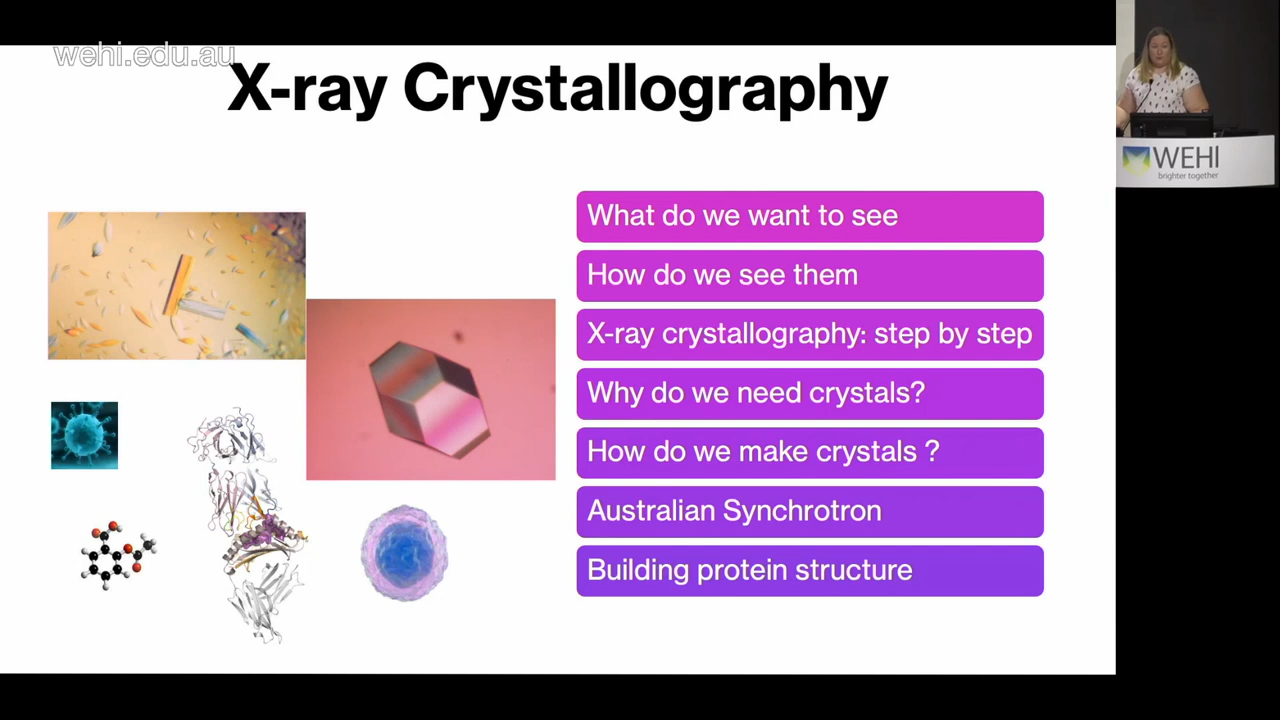 wehi.edu.au
X-ray Crystallography
What do we want to see
How do we see them
X-ray crystallography: step by step
Why do we need crystals?
How do we make crystals ?
Australian Synchrotron
Building protein structure
WEHI
brighter together